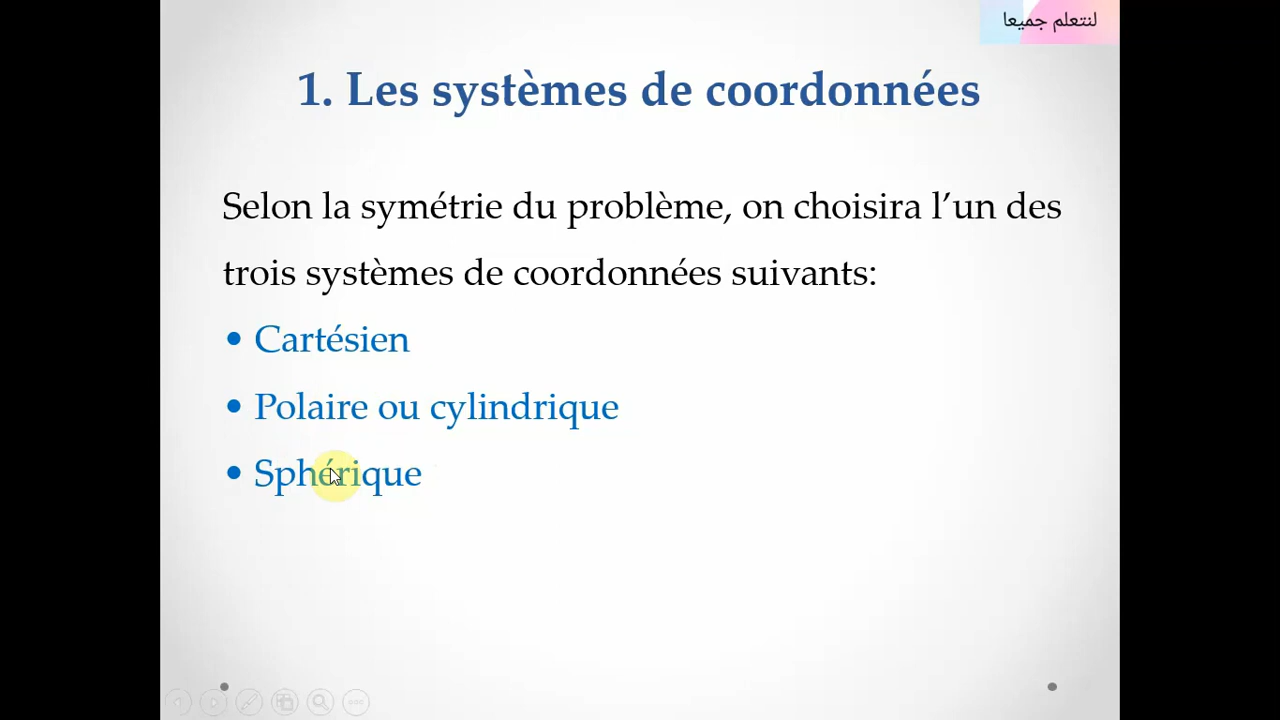 لنتعلم جميعا
1. Les systèmes de coordonnées
Selon la symétrie du problème, on choisira l’un des
trois systèmes de coordonnées suivants:
• Cartésien
• Polaire ou cylindrique
• Sphérique